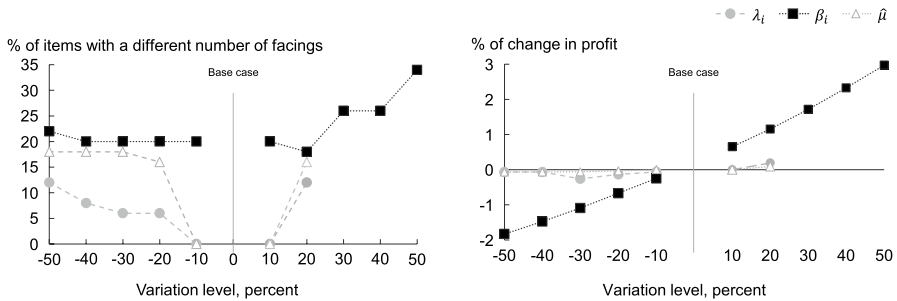 λi βi μ̂
% of items with a different number of facings
35
30
25
20
15
10
5
0
Base case
-50 -40 -30 -20 -10 0 10 20 30 40 50
Variation level, percent
% of change in profit
3
2
1
0
-1
-2
Base case
-50 -40 -30 -20 -10 10 20 30 40 50
Variation level, percent